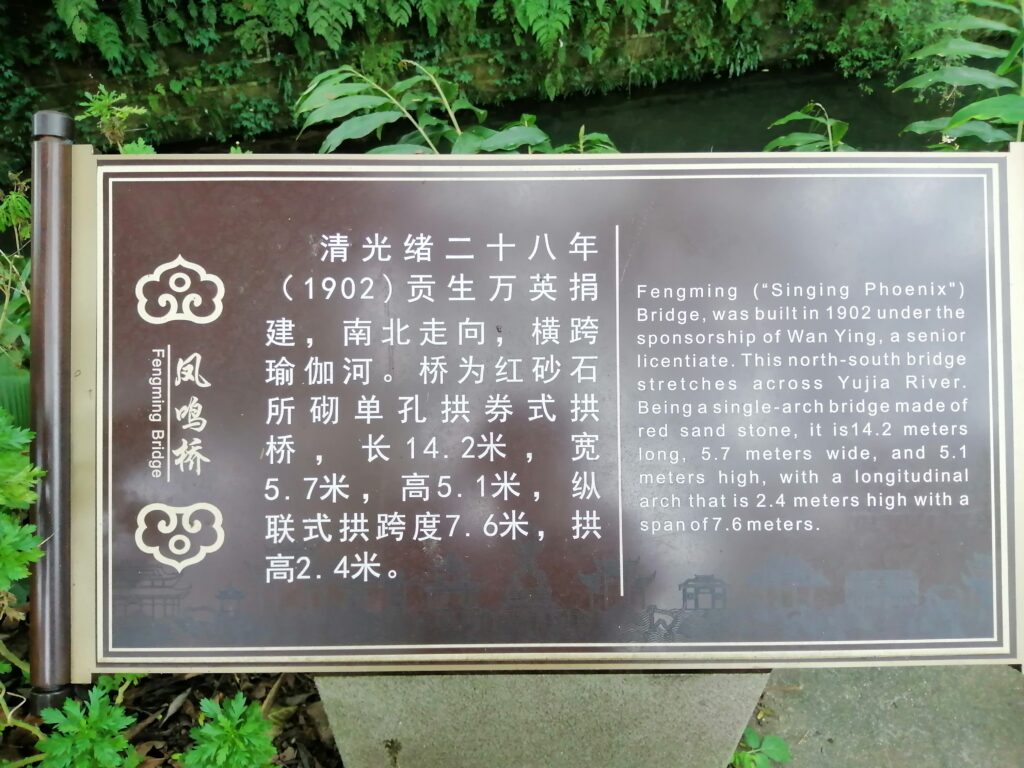 凤鸣桥
Fengming Bridge
清光绪二十八年
（1902）贡生万英捐
建，南北走向，横跨
瑜伽河。桥为红砂石
所砌单孔拱券式拱
桥，长14.2米，宽
5.7米，高5.1米，纵
联式拱跨度7.6米，拱
高2.4米。
Fengming (“Singing Phoenix")
Bridge, was built in 1902 under the
sponsorship of Wan Ying, a senior
licentiate. This north-south bridge
stretches across Yujia River.
Being a single-arch bridge made of
red sand stone, it is14.2 meters
long, 5.7 meters wide, and 5.1
meters high, with a longitudinal
arch that is 2.4 meters high with a
span of 7.6 meters.